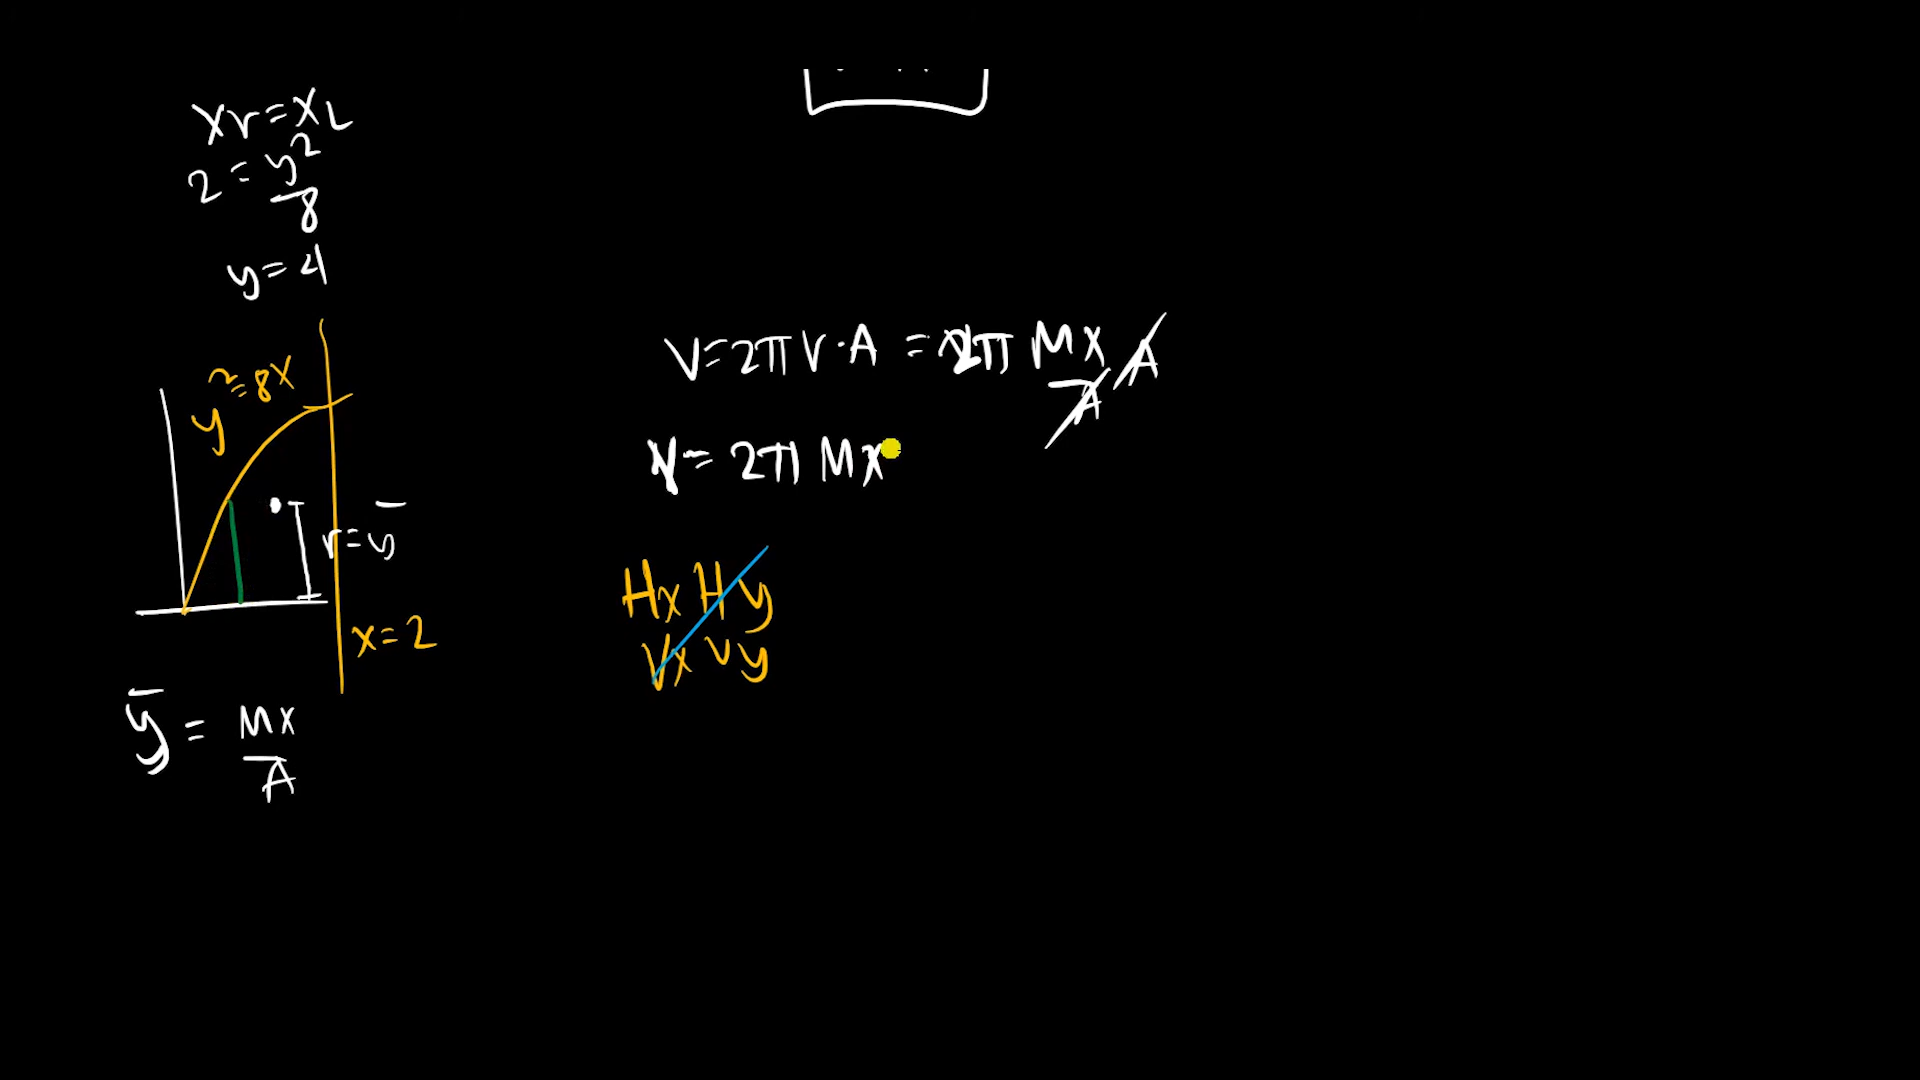 Xr = XL
2 = y²/8
y = 4
y² = 8x
r = ȳ
x = 2
ȳ = Mx/A
V = 2π r · A = 2π Mx/A A
V = 2π Mx
Hx Hy
Vx Vy